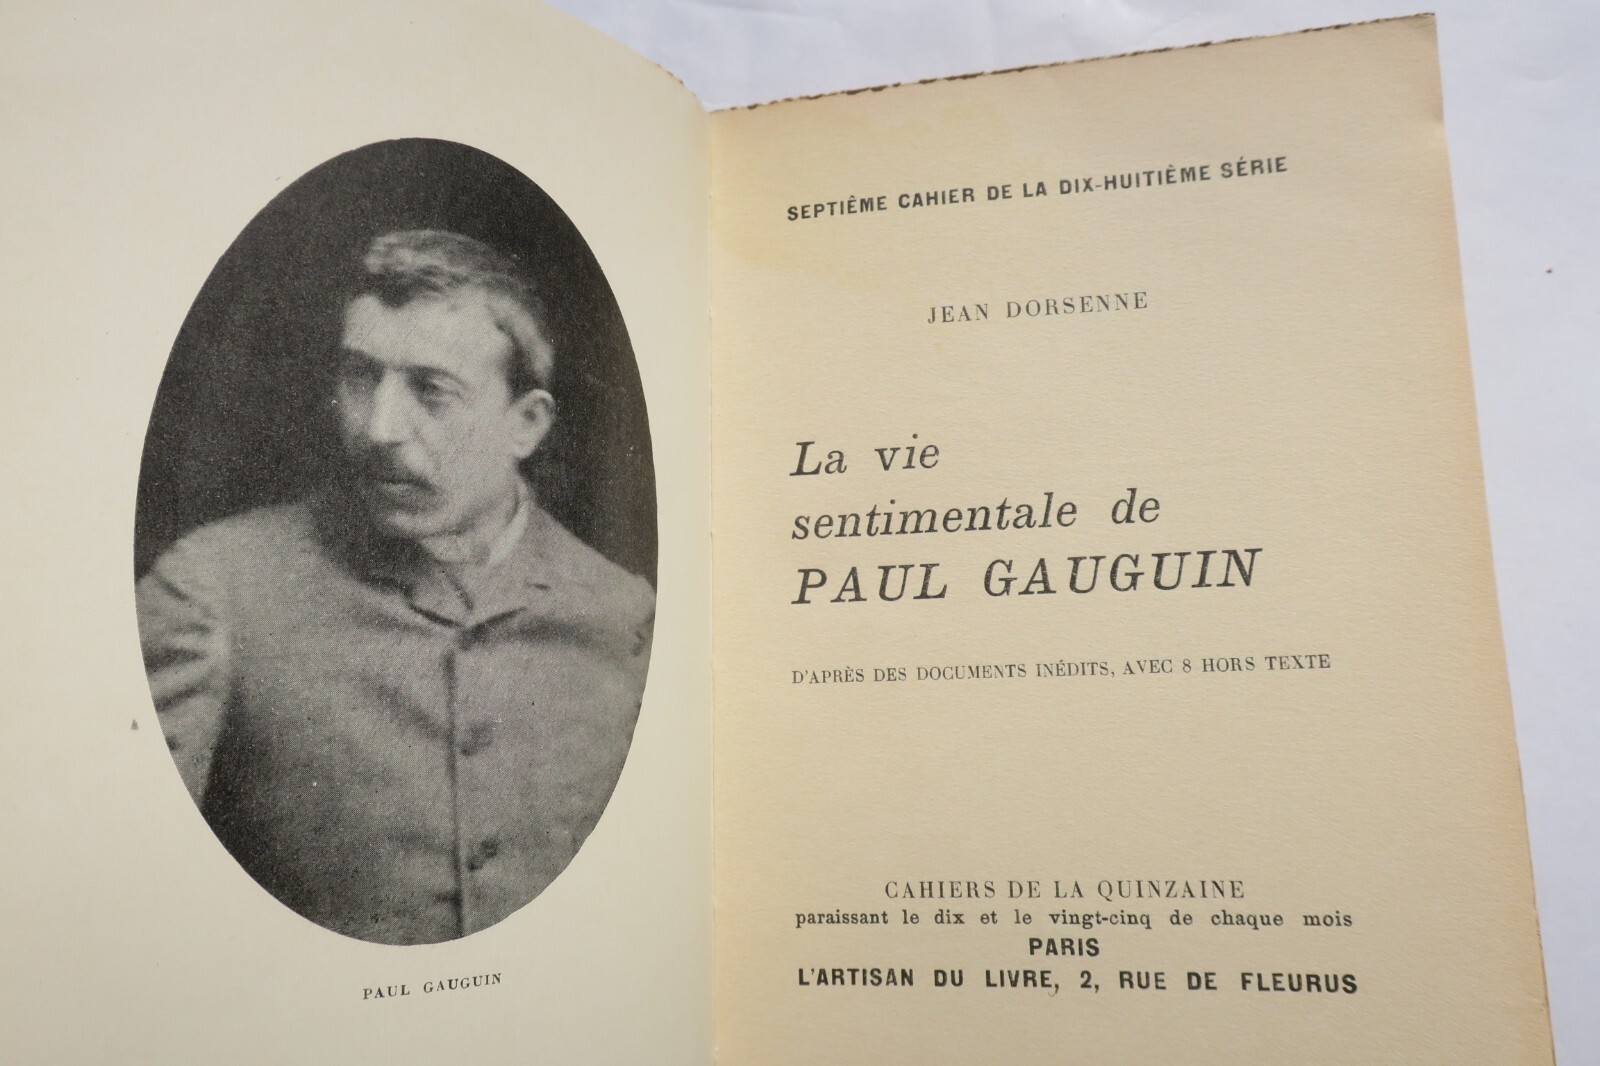 PAUL GAUGUIN
SEPTIÈME CAHIER DE LA DIX-HUITIÈME SÉRIE
JEAN DORSENNE
La vie
sentimentale de
PAUL GAUGUIN
D'APRÈS DES DOCUMENTS INÉDITS, AVEC 8 HORS TEXTE
CAHIERS DE LA QUINZAINE
paraissant le dix et le vingt-cinq de chaque mois
PARIS
L'ARTISAN DU LIVRE, 2, RUE DE FLEURUS